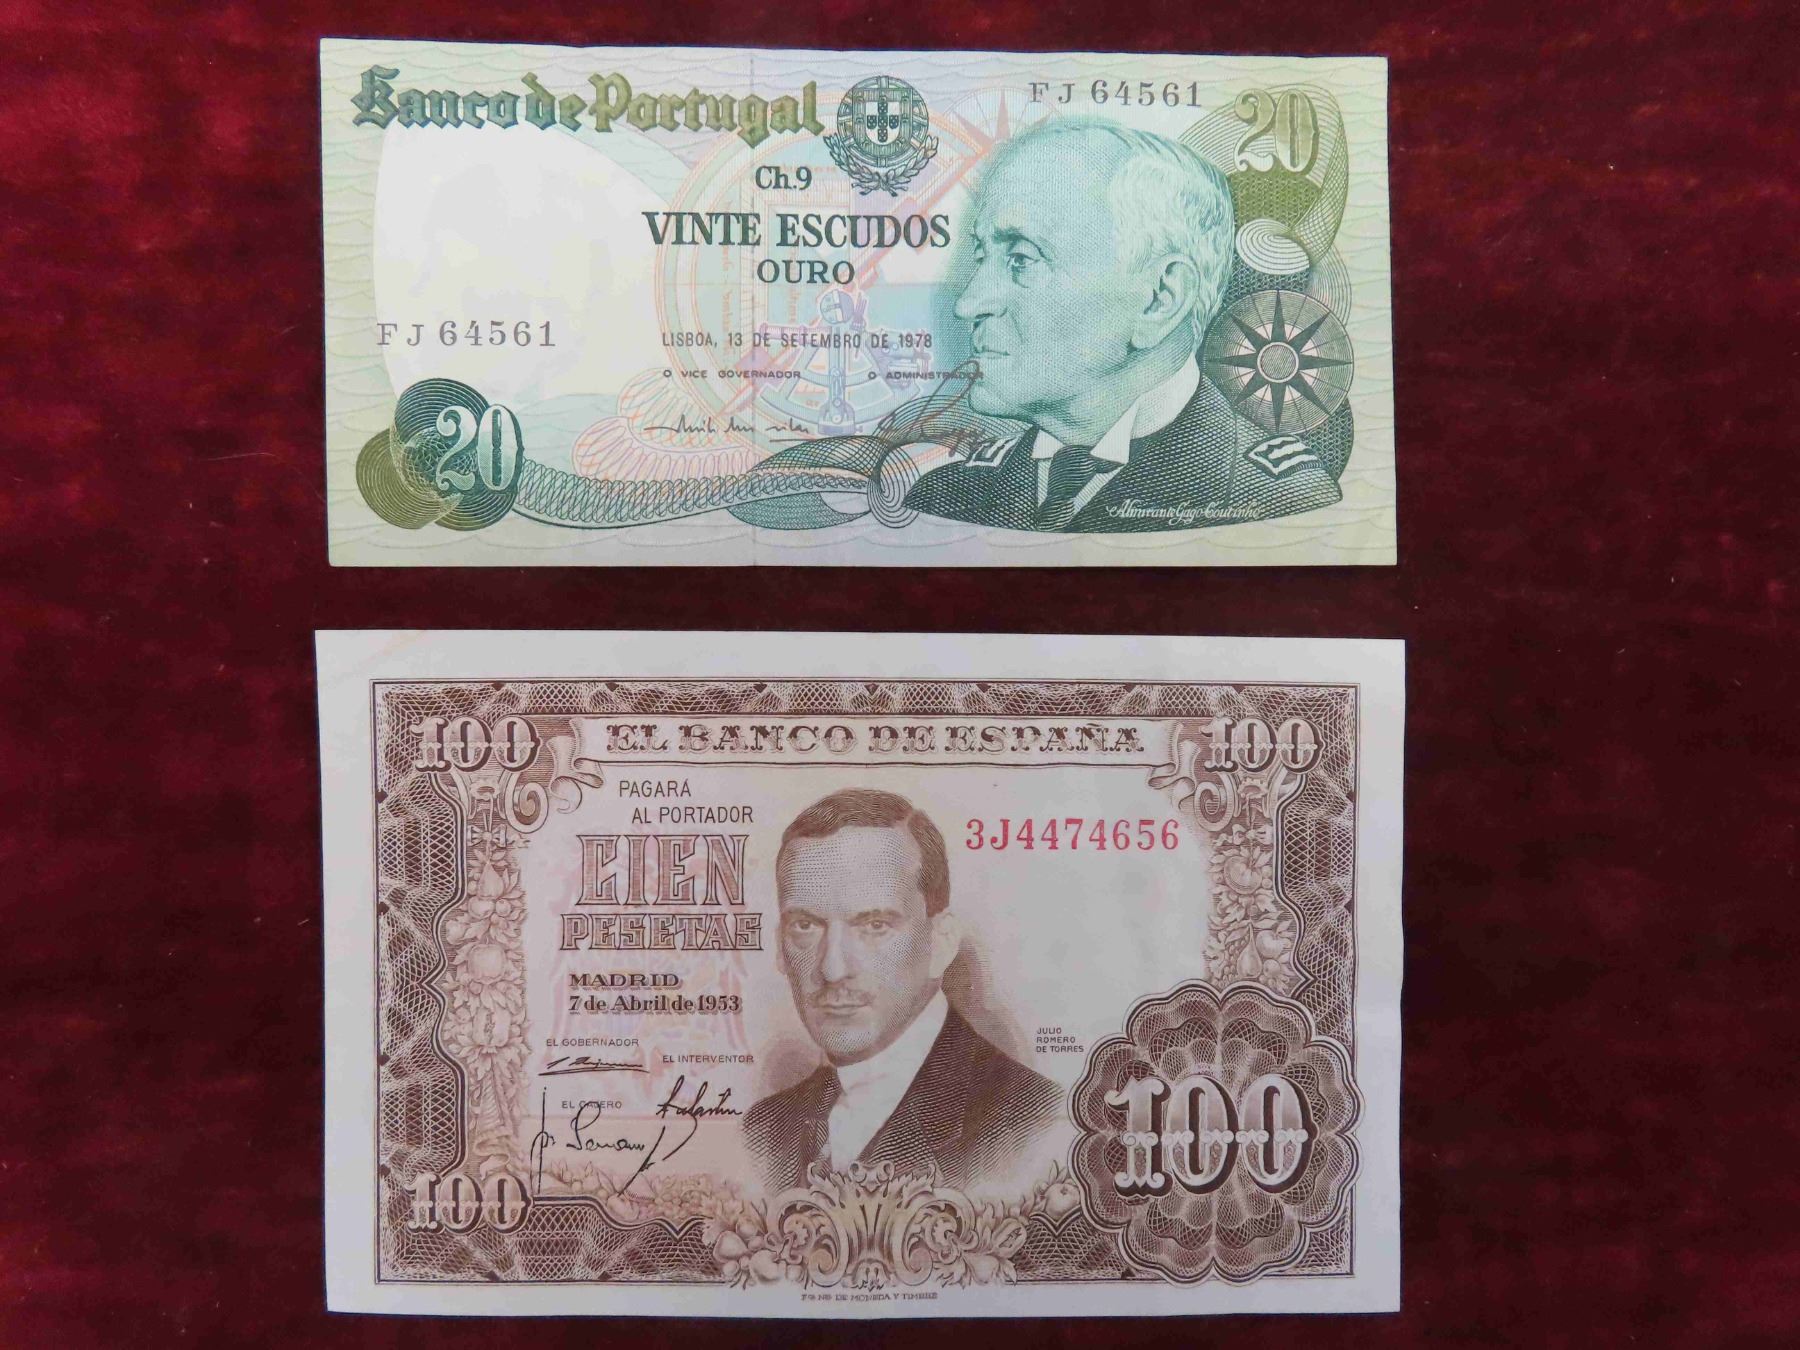 Banco de Portugal
FJ 64561
20
Ch.9
VINTE ESCUDOS
OURO
FJ 64561
LISBOA, 13 DE SETEMBRO DE 1978
O VICE GOVERNADOR O ADMINISTRADOR
20
Almirante Gago Coutinho
100 EL BANCO DE ESPAÑA 100
PAGARÁ
AL PORTADOR
3J4474656
CIEN
PESETAS
MADRID
7 de Abril de 1953
JULIO
ROMERO
DE TORRES
EL GOBERNADOR
EL INTERVENTOR
EL CAJERO
100
100